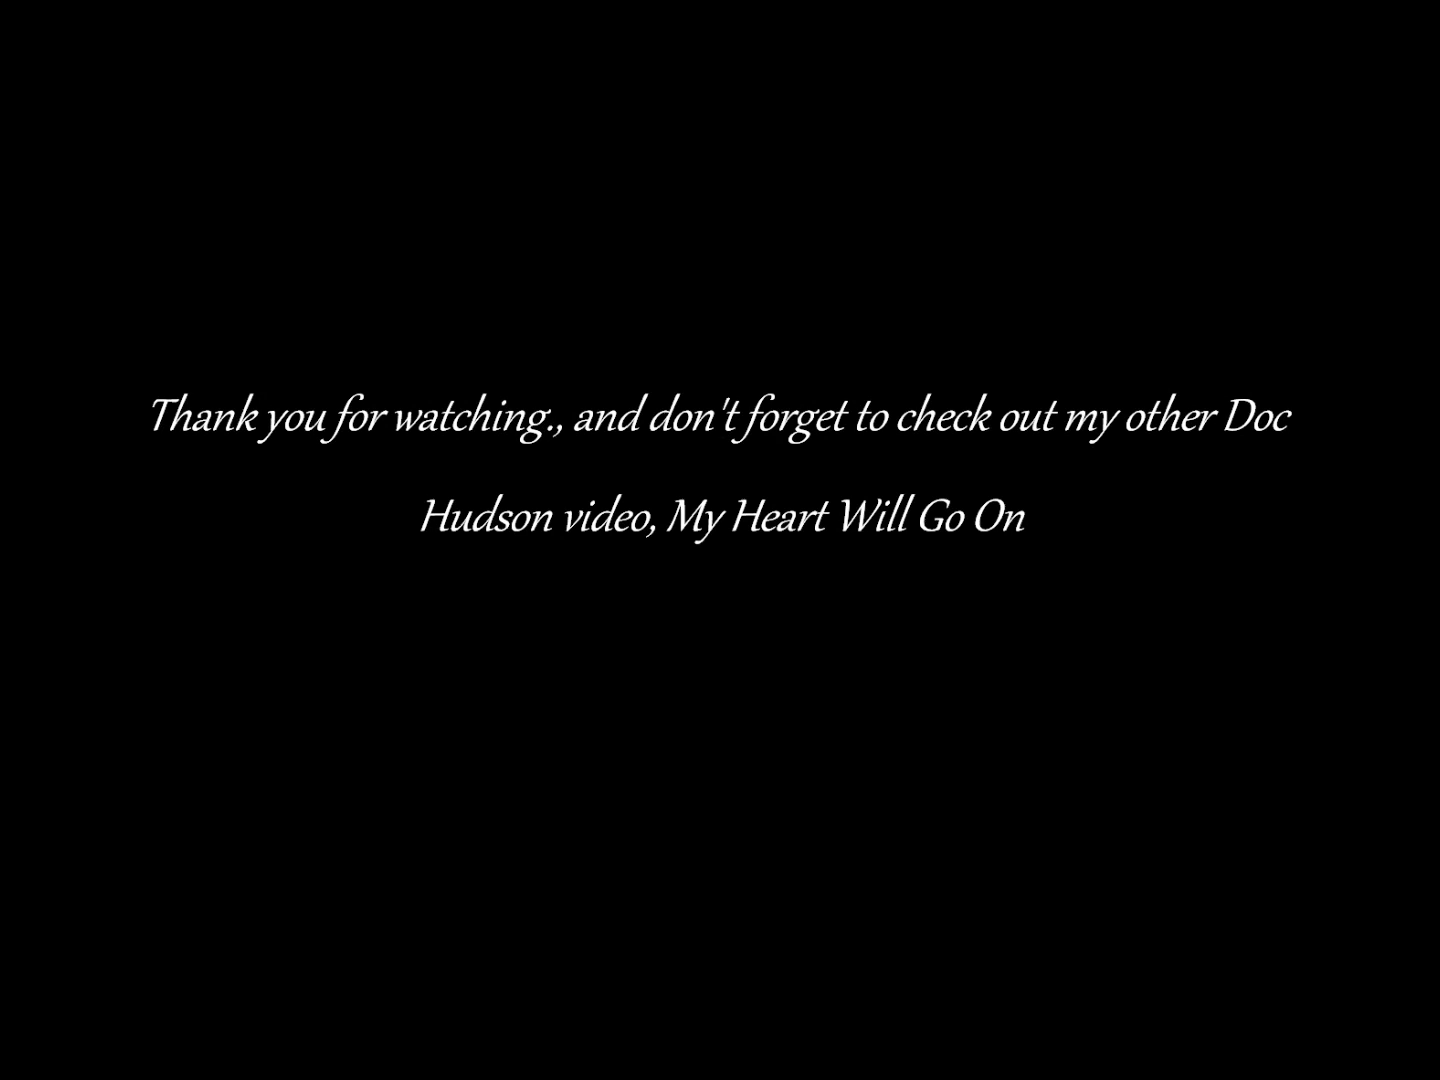 Thank you for watching., and don't forget to check out my other Doc
Hudson video, My Heart Will Go On